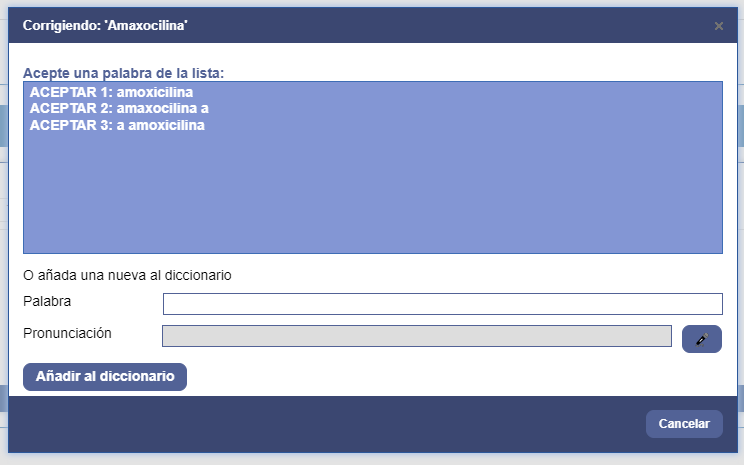 Corrigiendo: 'Amaxocilina'
×
Acepte una palabra de la lista:
ACEPTAR 1: amoxicilina
ACEPTAR 2: amaxocilina a
ACEPTAR 3: a amoxicilina
O añada una nueva al diccionario
Palabra
Pronunciación
Añadir al diccionario
Cancelar